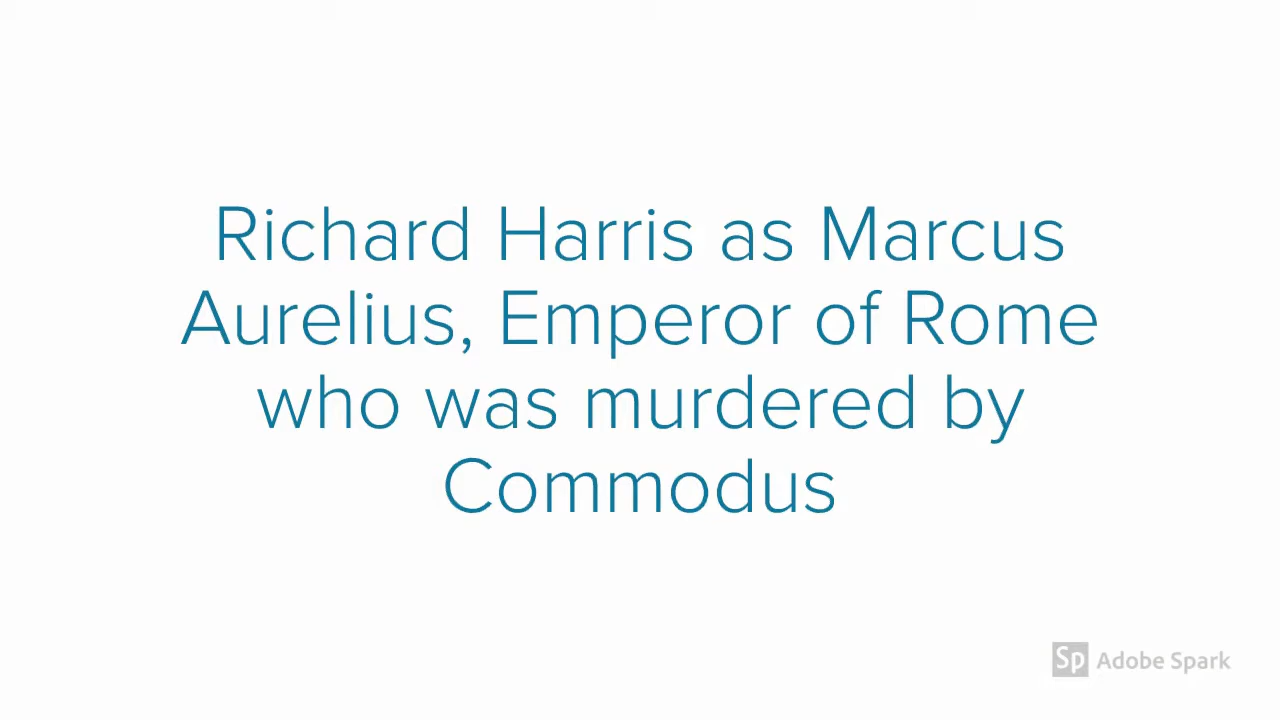 Richard Harris as Marcus
Aurelius, Emperor of Rome
who was murdered by
Commodus
Sp Adobe Spark